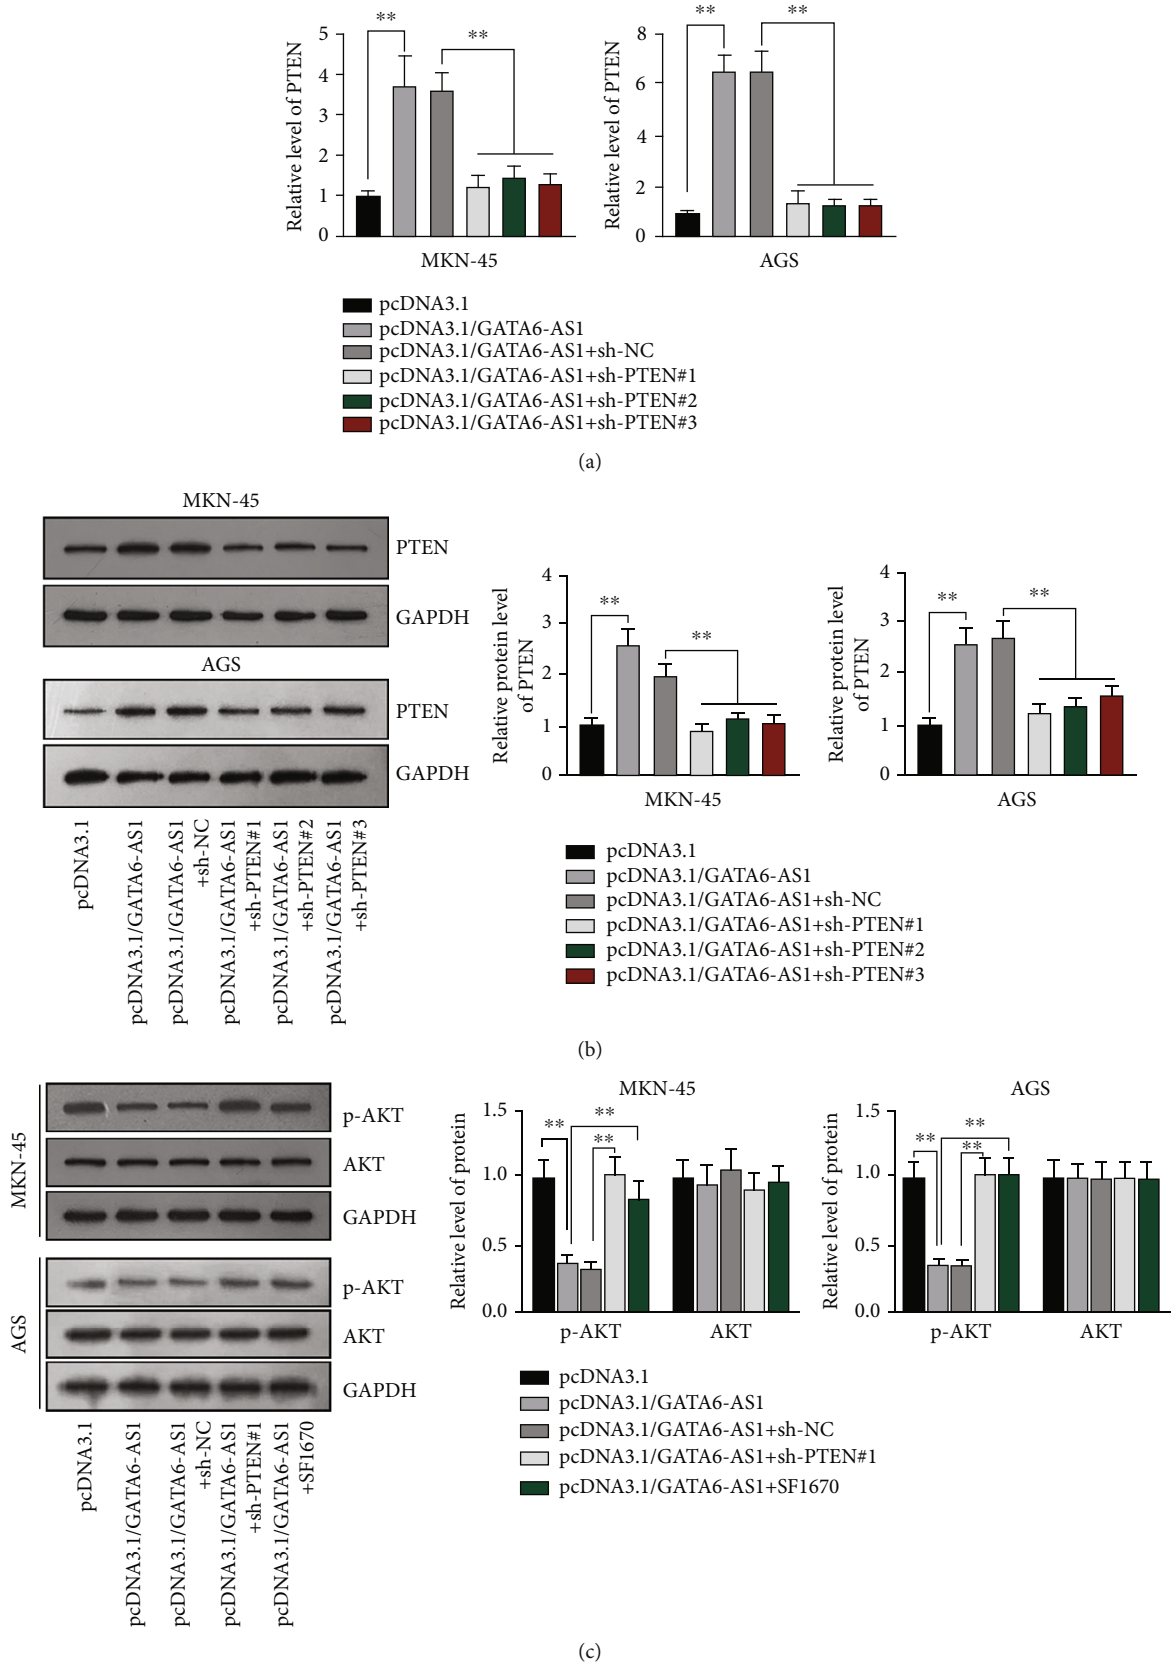 **
**
**
**
Relative level of PTEN
5
4
3
2
1
0
MKN-45
Relative level of PTEN
8
6
4
2
0
AGS
pcDNA3.1
pcDNA3.1/GATA6-AS1
pcDNA3.1/GATA6-AS1+sh-NC
pcDNA3.1/GATA6-AS1+sh-PTEN#1
pcDNA3.1/GATA6-AS1+sh-PTEN#2
pcDNA3.1/GATA6-AS1+sh-PTEN#3
(a)
MKN-45
PTEN
GAPDH
AGS
PTEN
GAPDH
pcDNA3.1
pcDNA3.1/GATA6-AS1
pcDNA3.1/GATA6-AS1
+sh-NC
pcDNA3.1/GATA6-AS1
+sh-PTEN#1
pcDNA3.1/GATA6-AS1
+sh-PTEN#2
pcDNA3.1/GATA6-AS1
+sh-PTEN#3
Relative protein level
of PTEN
4
3
2
1
0
**
**
MKN-45
Relative protein level
of PTEN
4
3
2
1
0
**
**
AGS
pcDNA3.1
pcDNA3.1/GATA6-AS1
pcDNA3.1/GATA6-AS1+sh-NC
pcDNA3.1/GATA6-AS1+sh-PTEN#1
pcDNA3.1/GATA6-AS1+sh-PTEN#2
pcDNA3.1/GATA6-AS1+sh-PTEN#3
(b)
MKN-45
p-AKT
AKT
GAPDH
AGS
p-AKT
AKT
GAPDH
pcDNA3.1
pcDNA3.1/GATA6-AS1
pcDNA3.1/GATA6-AS1
+sh-NC
pcDNA3.1/GATA6-AS1
+sh-PTEN#1
pcDNA3.1/GATA6-AS1
+SF1670
MKN-45
Relative level of protein
1.5
1.0
0.5
0.0
**
**
**
p-AKT
AKT
AGS
Relative level of protein
1.5
1.0
0.5
0.0
**
**
**
p-AKT
AKT
pcDNA3.1
pcDNA3.1/GATA6-AS1
pcDNA3.1/GATA6-AS1+sh-NC
pcDNA3.1/GATA6-AS1+sh-PTEN#1
pcDNA3.1/GATA6-AS1+SF1670
(c)